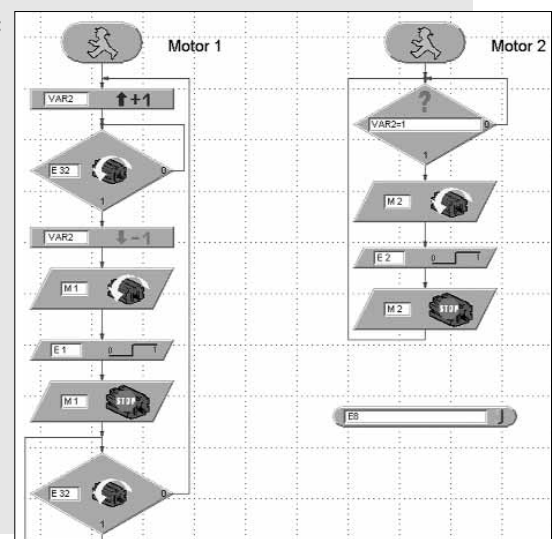 Motor 1
VAR2 +1
E 32 0
1
VAR2 -1
M 1
E 1 0 1
M 1 STOP
E 32 0
1
Motor 2
?
VAR2=1 0
1
M 2
E 2 0 1
M 2 STOP
E8